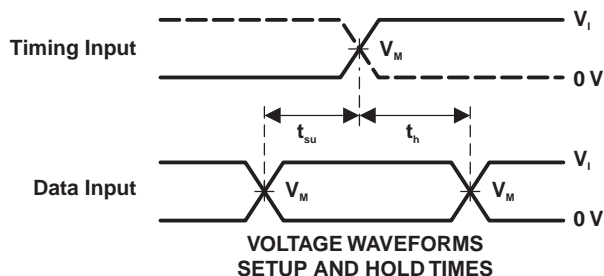 Timing Input
V_I
V_M
0 V
t_su
t_h
Data Input
V_I
V_M
V_M
0 V
VOLTAGE WAVEFORMS
SETUP AND HOLD TIMES